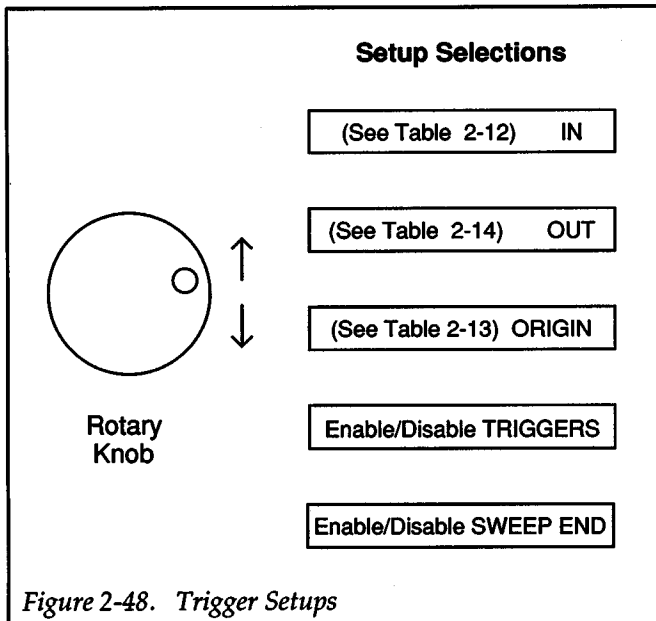 Setup Selections
(See Table 2-12) IN
(See Table 2-14) OUT
(See Table 2-13) ORIGIN
Rotary
Knob
Enable/Disable TRIGGERS
Enable/Disable SWEEP END
Figure 2-48. Trigger Setups